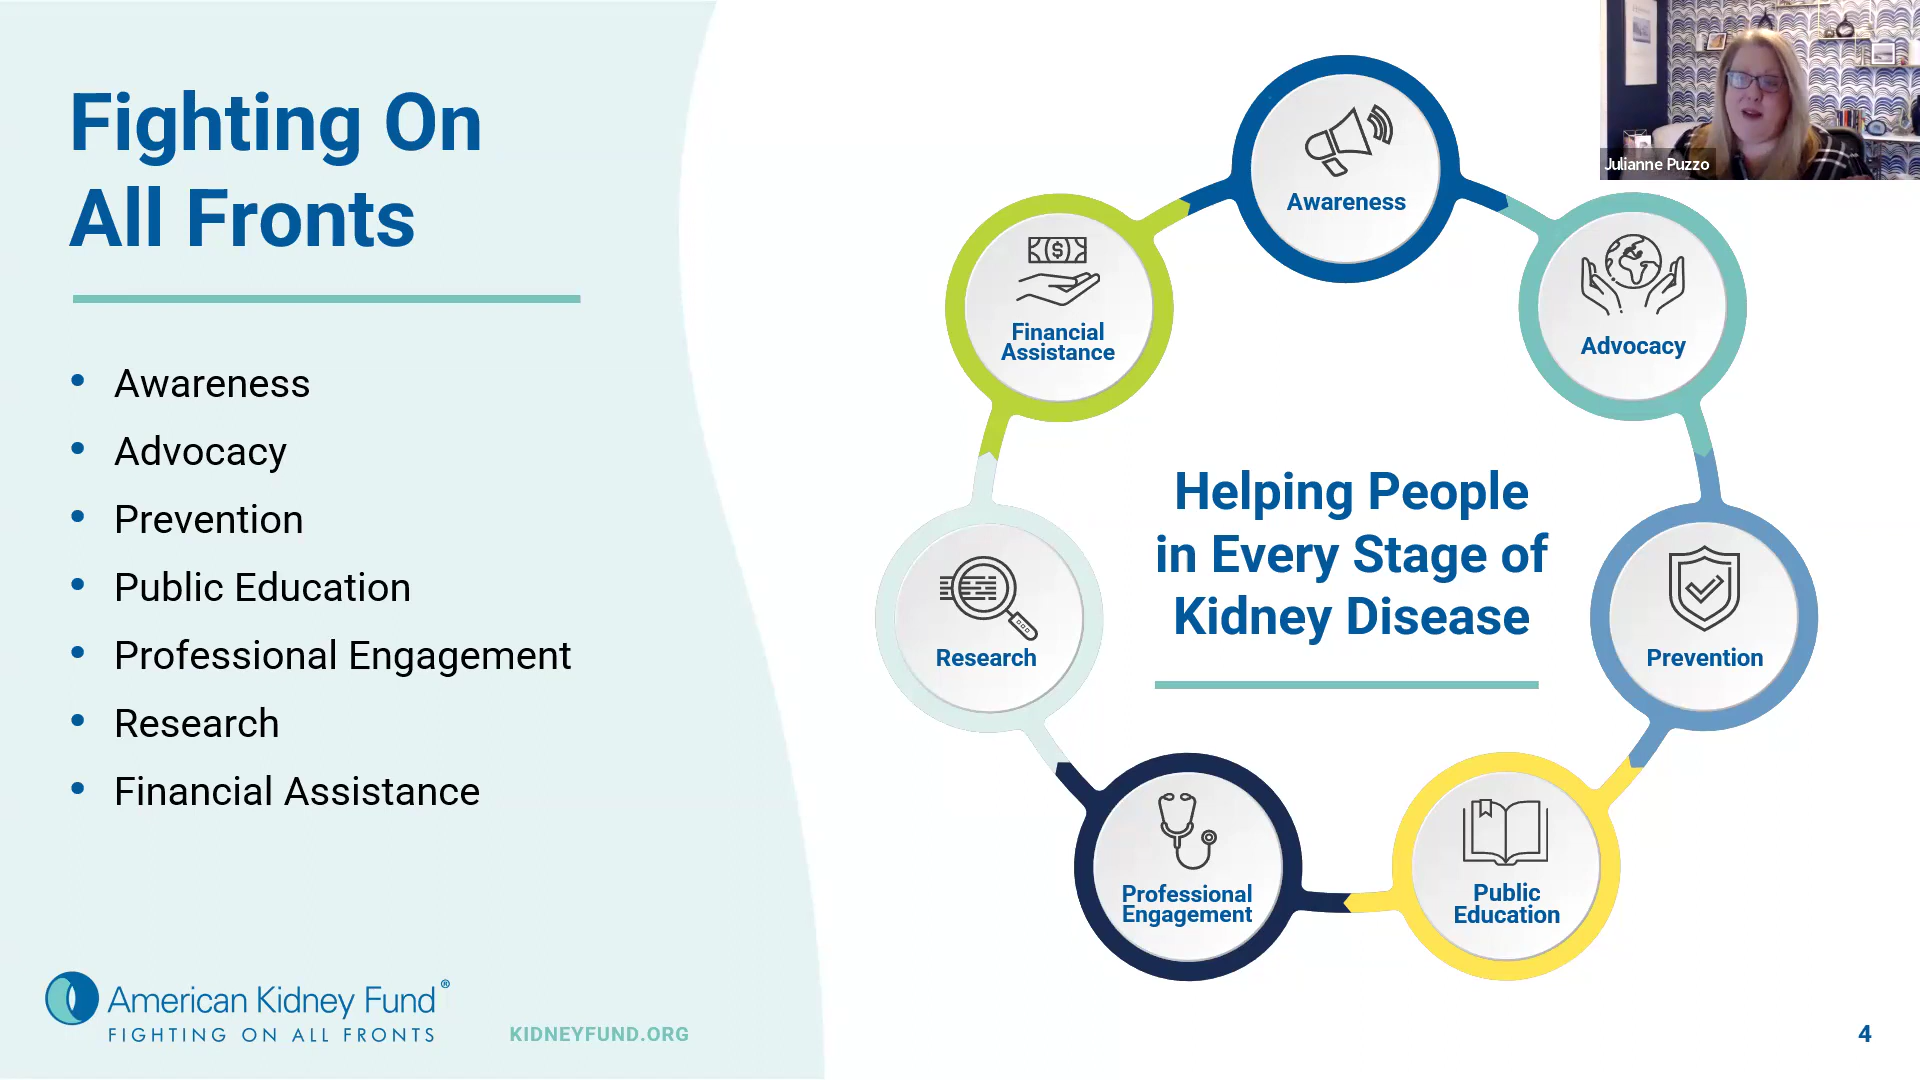 Fighting On
All Fronts
• Awareness
• Advocacy
• Prevention
• Public Education
• Professional Engagement
• Research
• Financial Assistance
American Kidney Fund®
FIGHTING ON ALL FRONTS
KIDNEYFUND.ORG
Awareness
Advocacy
Prevention
Public
Education
Professional
Engagement
Research
Financial
Assistance
$
Helping People
in Every Stage of
Kidney Disease
Julianne Puzzo
4